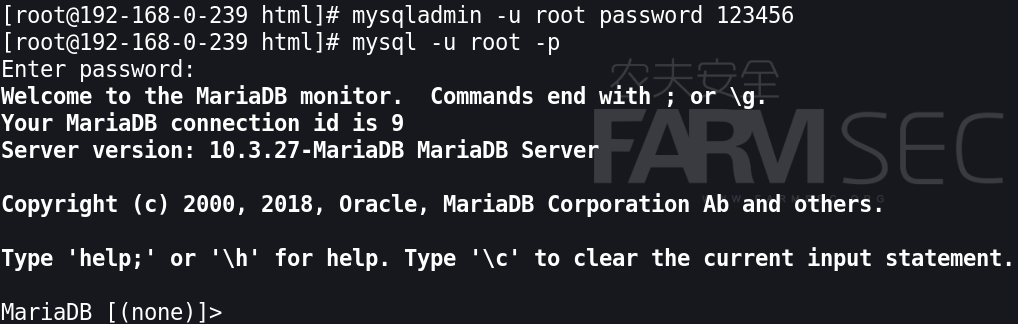 [root@192-168-0-239 html]# mysqladmin -u root password 123456
[root@192-168-0-239 html]# mysql -u root -p
Enter password:
农夫安全
Welcome to the MariaDB monitor.  Commands end with ; or \g.
Your MariaDB connection id is 9
FARMSEC
Server version: 10.3.27-MariaDB MariaDB Server
Copyright (c) 2000, 2018, Oracle, MariaDB Corporation Ab and others.
Type 'help;' or '\h' for help. Type '\c' to clear the current input statement.
MariaDB [(none)]>